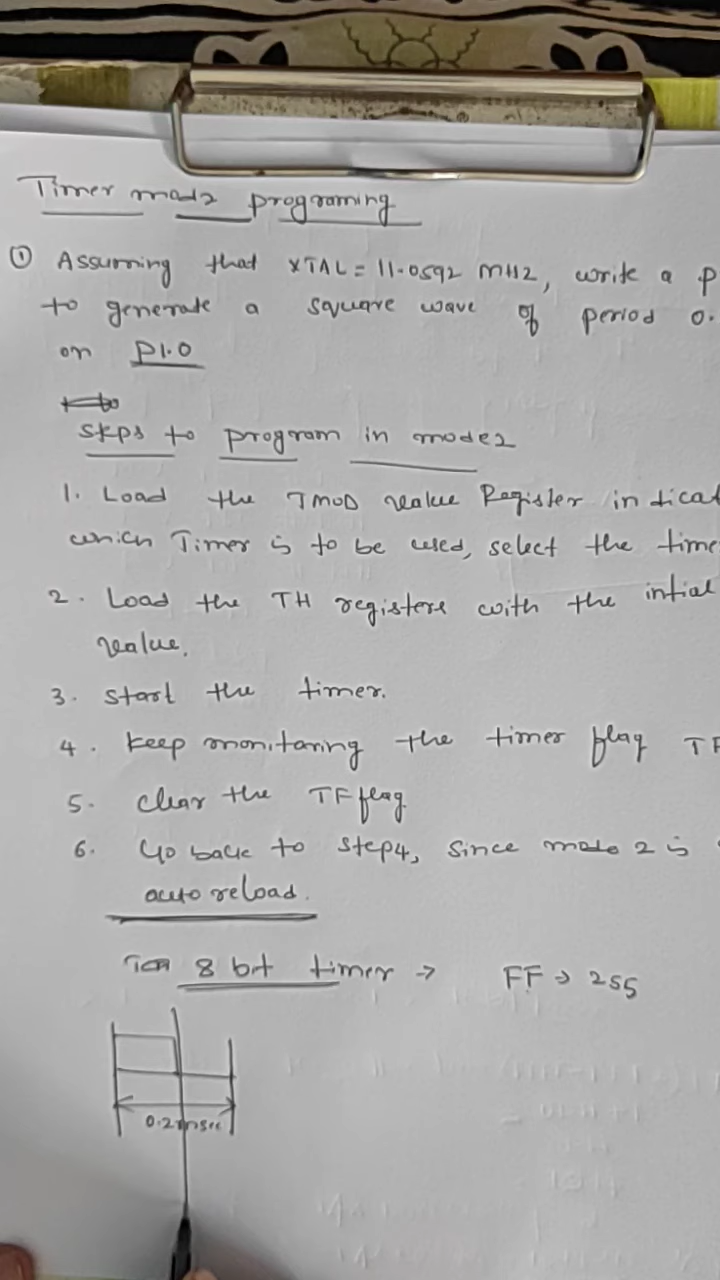 Timer mode2 programing
① Assuming that XTAL = 11.0592 MHZ, write a p
to generate a square wave of period 0.
on P1.0
Steps to program in mode2
1. Load the TMOD value Register indicat
which Timer is to be used, select the time
2. Load the TH registers with the intial
value.
3. start the timer.
4. keep monitoring the timer flag TF
5. clear the TF flag
6. Go back to step4, since mode 2 is
auto reload.
8 bit timer → FF → 255
0.2msec